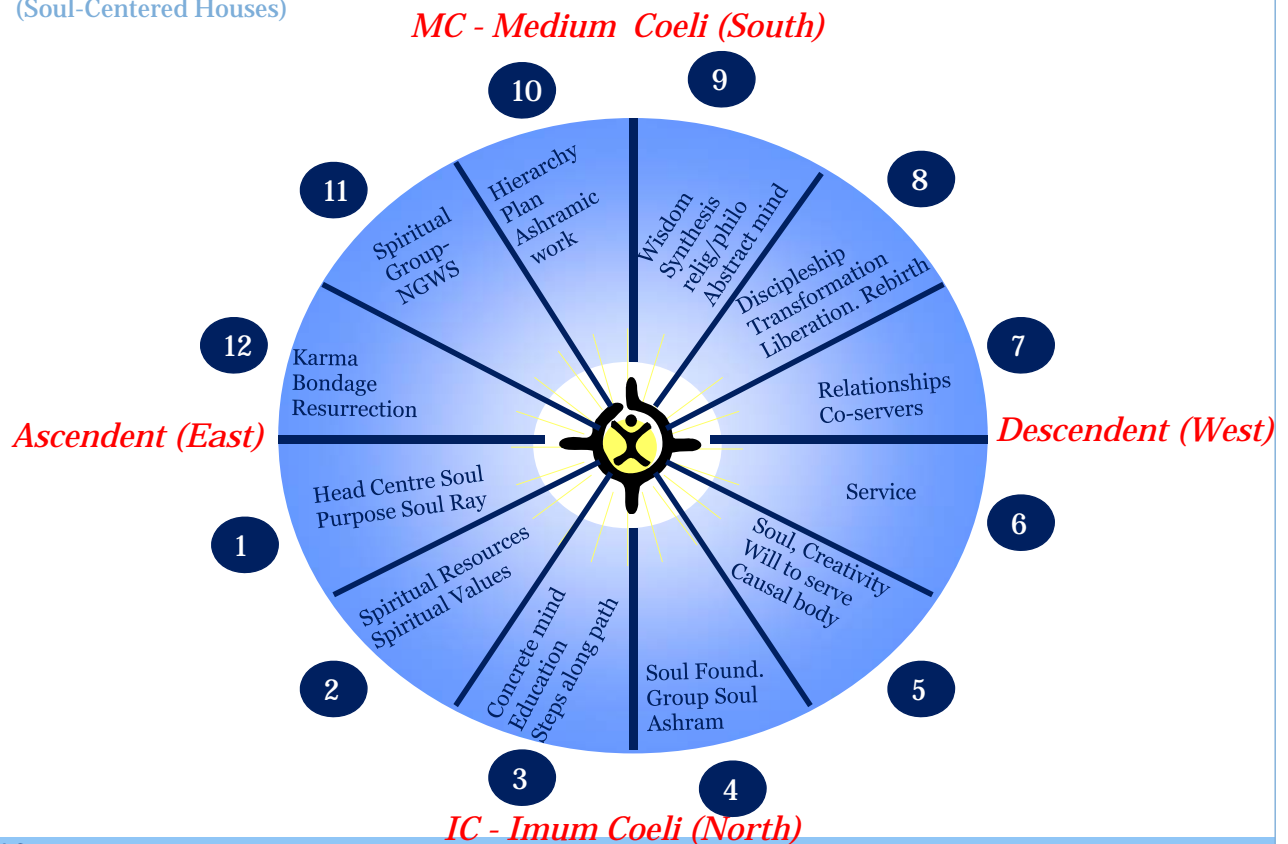 (Soul-Centered Houses)
MC - Medium Coeli (South)
10
9
11
8
Hierarchy
Plan
Ashramic
work
Wisdom
Synthesis
relig/philo
Abstract mind
Spiritual
Group-
NGWS
Discipleship
Transformation
Liberation. Rebirth
12
7
Karma
Bondage
Resurrection
Relationships
Co-servers
Ascendent (East)
Descendent (West)
Head Centre Soul
Purpose Soul Ray
Service
1
6
Spiritual Resources
Spiritual Values
Soul, Creativity
Will to serve
Causal body
Concrete mind
Education
Steps along path
Soul Found.
Group Soul
Ashram
2
5
3
4
IC - Imum Coeli (North)